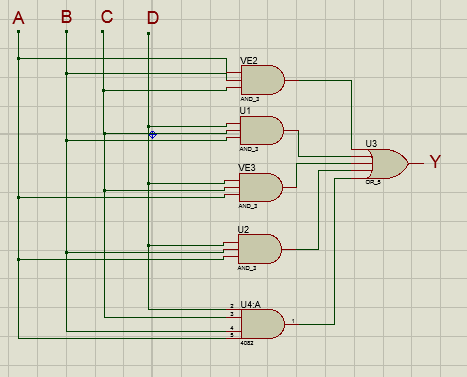 A B C D
VE2
AND_3
U1
AND_3
U3
Y
OR_5
VE3
AND_3
U2
AND_3
U4:A
2
3
1
4
5
4082